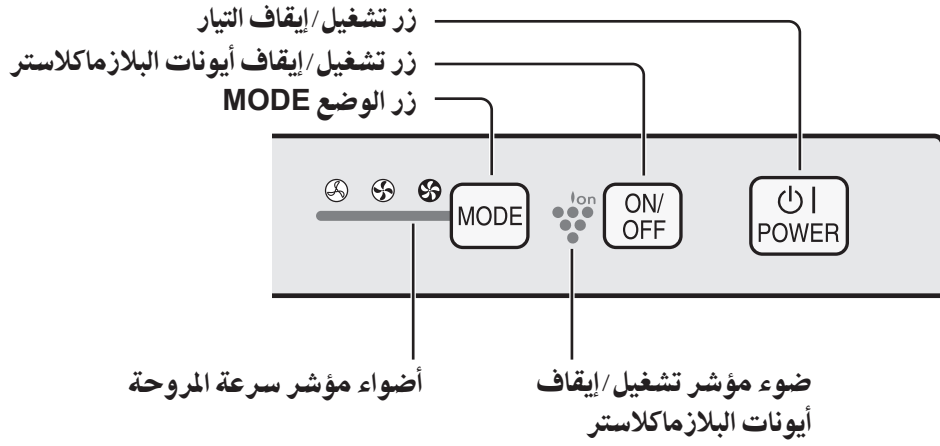 زر تشغيل/إيقاف التيار
زر تشغيل/إيقاف أيونات البلازماكلاستر
زر الوضع MODE
MODE
ion
ON/
OFF
POWER
أضواء مؤشر سرعة المروحة
ضوء مؤشر تشغيل/إيقاف
أيونات البلازماكلاستر